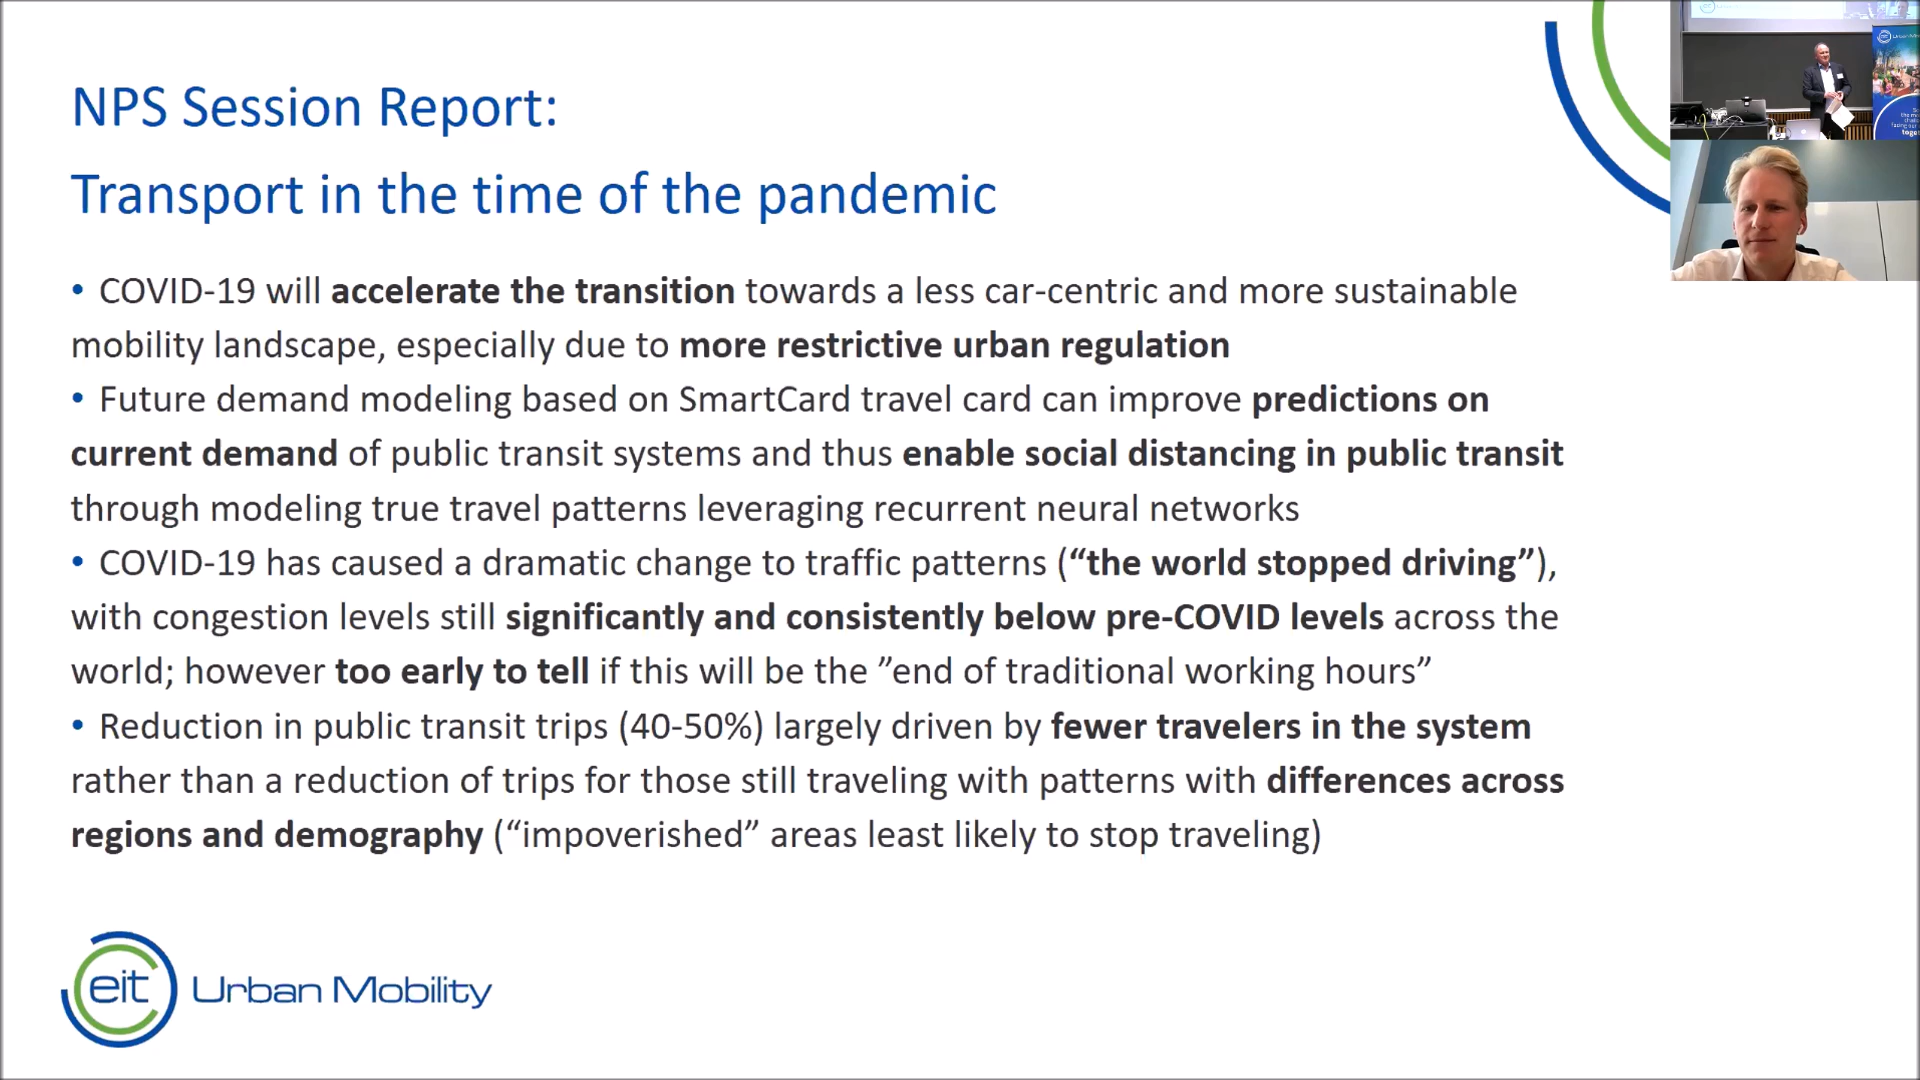 NPS Session Report:
Transport in the time of the pandemic
• COVID-19 will accelerate the transition towards a less car-centric and more sustainable
mobility landscape, especially due to more restrictive urban regulation
• Future demand modeling based on SmartCard travel card can improve predictions on
current demand of public transit systems and thus enable social distancing in public transit
through modeling true travel patterns leveraging recurrent neural networks
• COVID-19 has caused a dramatic change to traffic patterns (“the world stopped driving”),
with congestion levels still significantly and consistently below pre-COVID levels across the
world; however too early to tell if this will be the ”end of traditional working hours”
• Reduction in public transit trips (40-50%) largely driven by fewer travelers in the system
rather than a reduction of trips for those still traveling with patterns with differences across
regions and demography (“impoverished” areas least likely to stop traveling)
eit Urban Mobility